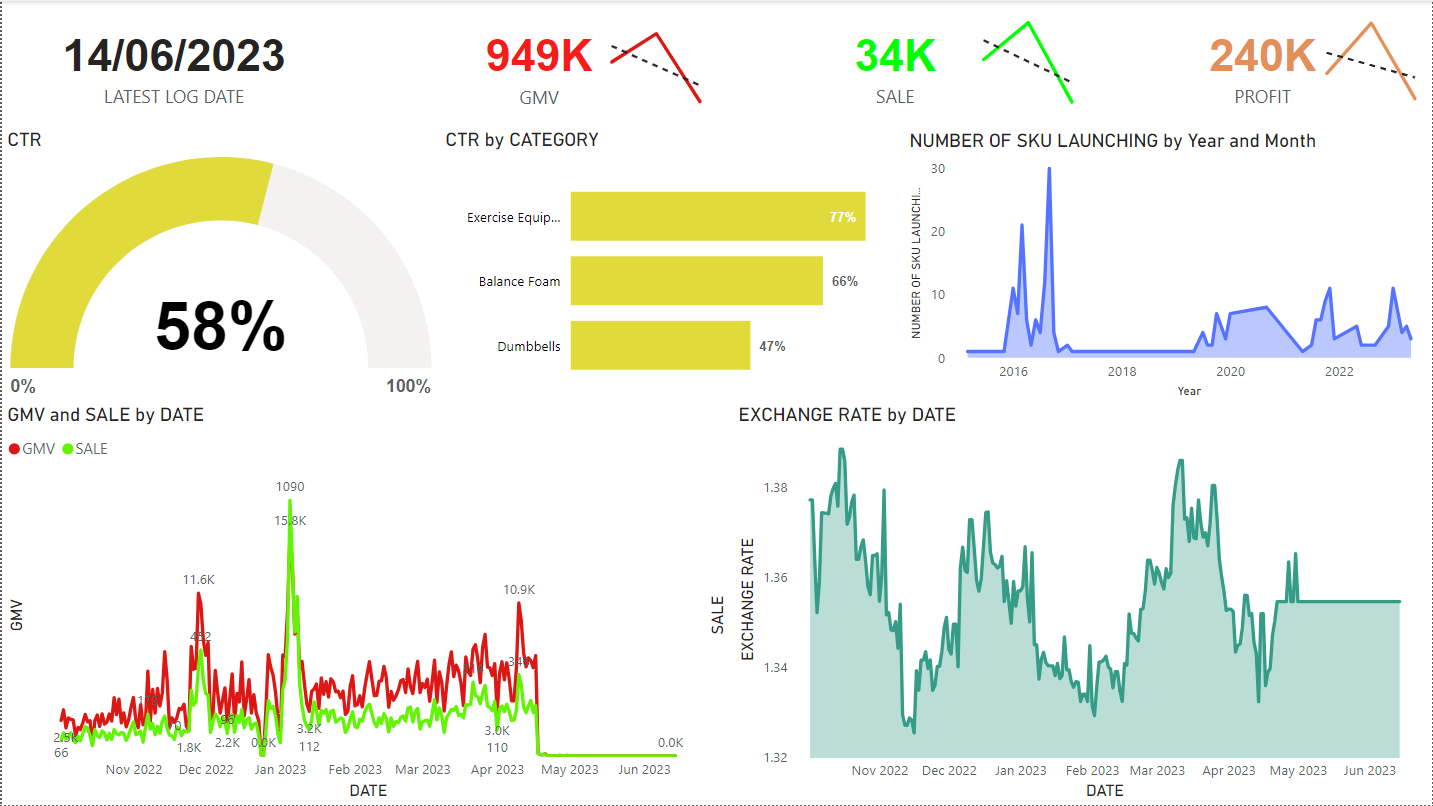 14/06/2023
LATEST LOG DATE
949K
GMV
34K
SALE
240K
PROFIT
CTR
58%
0%
100%
CTR by CATEGORY
Exercise Equip...
77%
Balance Foam
66%
Dumbbells
47%
NUMBER OF SKU LAUNCHING by Year and Month
NUMBER OF SKU LAUNCHI...
30
20
10
0
2016
2018
2020
2022
Year
GMV and SALE by DATE
GMV
SALE
GMV
1090
15.8K
11.6K
452
10.9K
2.5K
66
1.8K
96
2.2K
0.0K
3.2K
112
3.0K
110
0.0K
Nov 2022
Dec 2022
Jan 2023
Feb 2023
Mar 2023
Apr 2023
May 2023
Jun 2023
DATE
SALE
EXCHANGE RATE by DATE
EXCHANGE RATE
1.38
1.36
1.34
1.32
Nov 2022
Dec 2022
Jan 2023
Feb 2023
Mar 2023
Apr 2023
May 2023
Jun 2023
DATE